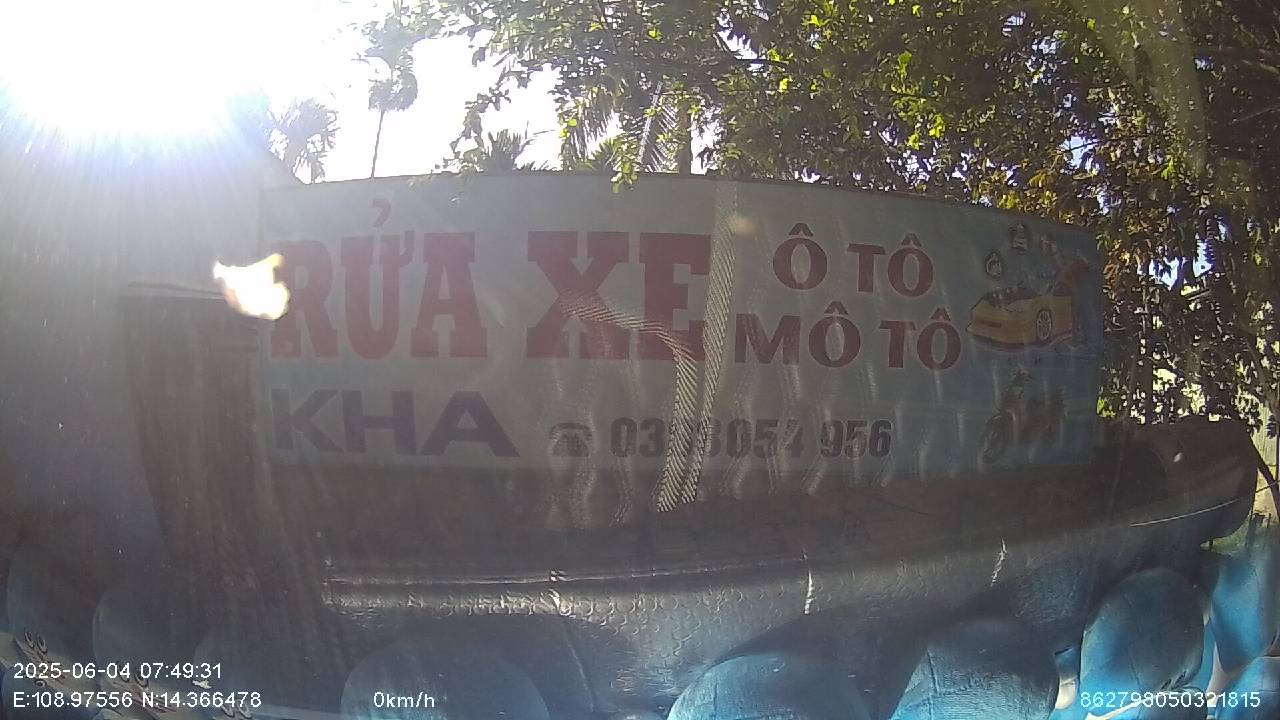 RỬA XE
Ô TÔ
MÔ TÔ
KHA
2025-06-04 07:49:31
E:108.97556 N:14.366478
0km/h
862798050321815